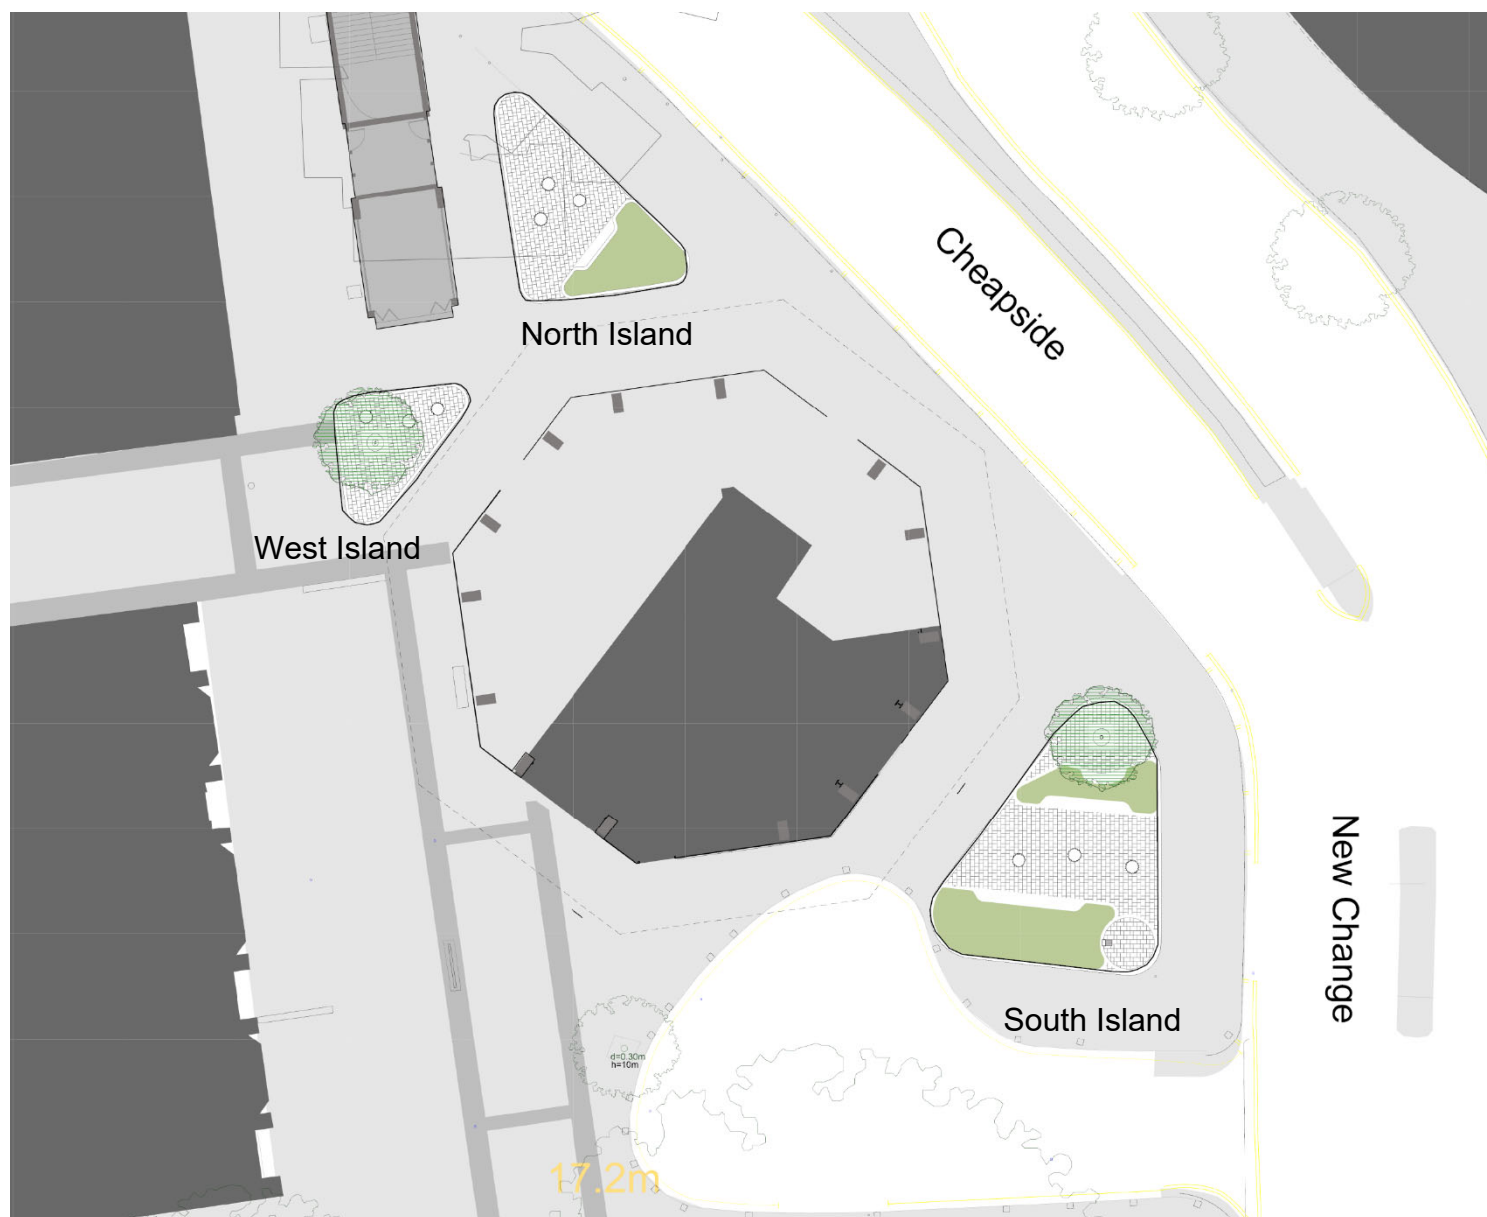 Cheapside
North Island
West Island
New Change
South Island
d=0.30m
h=10m
17.2m